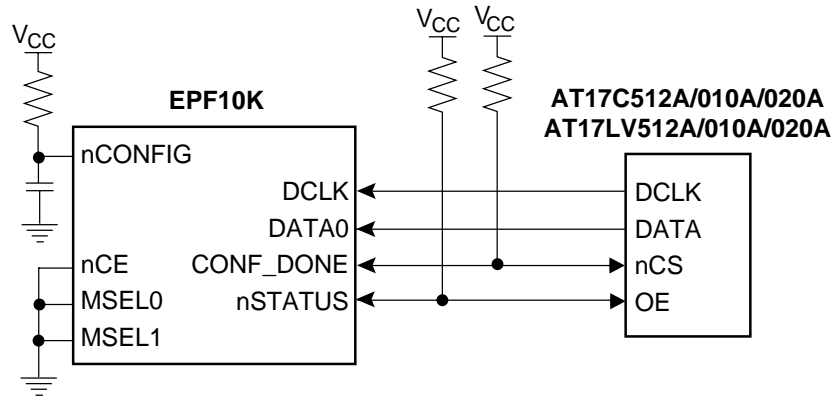 VCC
VCC
VCC
EPF10K
AT17C512A/010A/020A
AT17LV512A/010A/020A
nCONFIG
DCLK
DATA0
nCE
CONF_DONE
MSEL0
nSTATUS
MSEL1
DCLK
DATA
nCS
OE